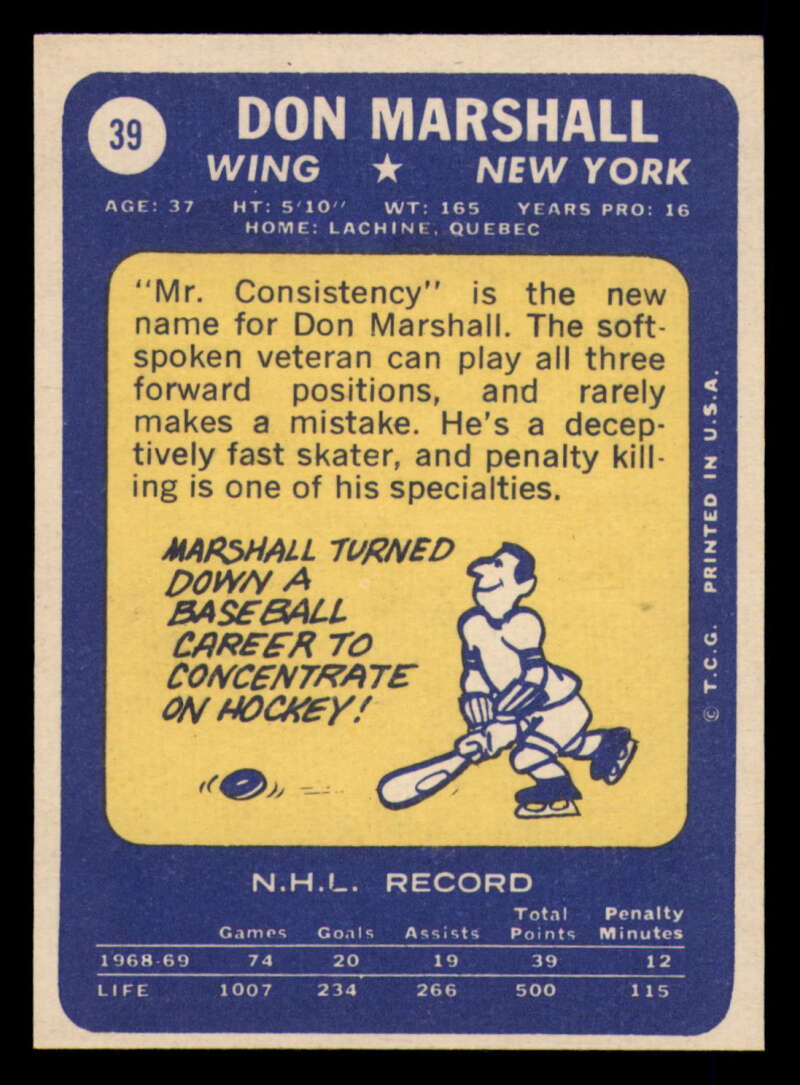 39
DON MARSHALL
WING ★ NEW YORK
AGE: 37 HT: 5'10" WT: 165 YEARS PRO: 16
HOME: LACHINE, QUEBEC
"Mr. Consistency" is the new
name for Don Marshall. The soft-
spoken veteran can play all three
forward positions, and rarely
makes a mistake. He's a decep-
tively fast skater, and penalty kill-
ing is one of his specialties.
MARSHALL TURNED
DOWN A
BASEBALL
CAREER TO
CONCENTRATE
ON HOCKEY!
© T.C.G. PRINTED IN U.S.A.
N.H.L. RECORD
Games Goals Assists Total Points Penalty Minutes
1968-69 74 20 19 39 12
LIFE 1007 234 266 500 115